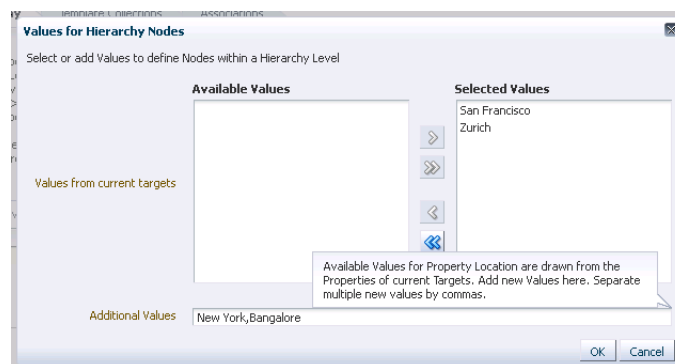 Template Collections
Associations
Values for Hierarchy Nodes
Select or add Values to define Nodes within a Hierarchy Level
Available Values
Selected Values
San Francisco
Zurich
Values from current targets
Available Values for Property Location are drawn from the
Properties of current Targets. Add new Values here. Separate
multiple new values by commas.
Additional Values
New York,Bangalore
OK
Cancel